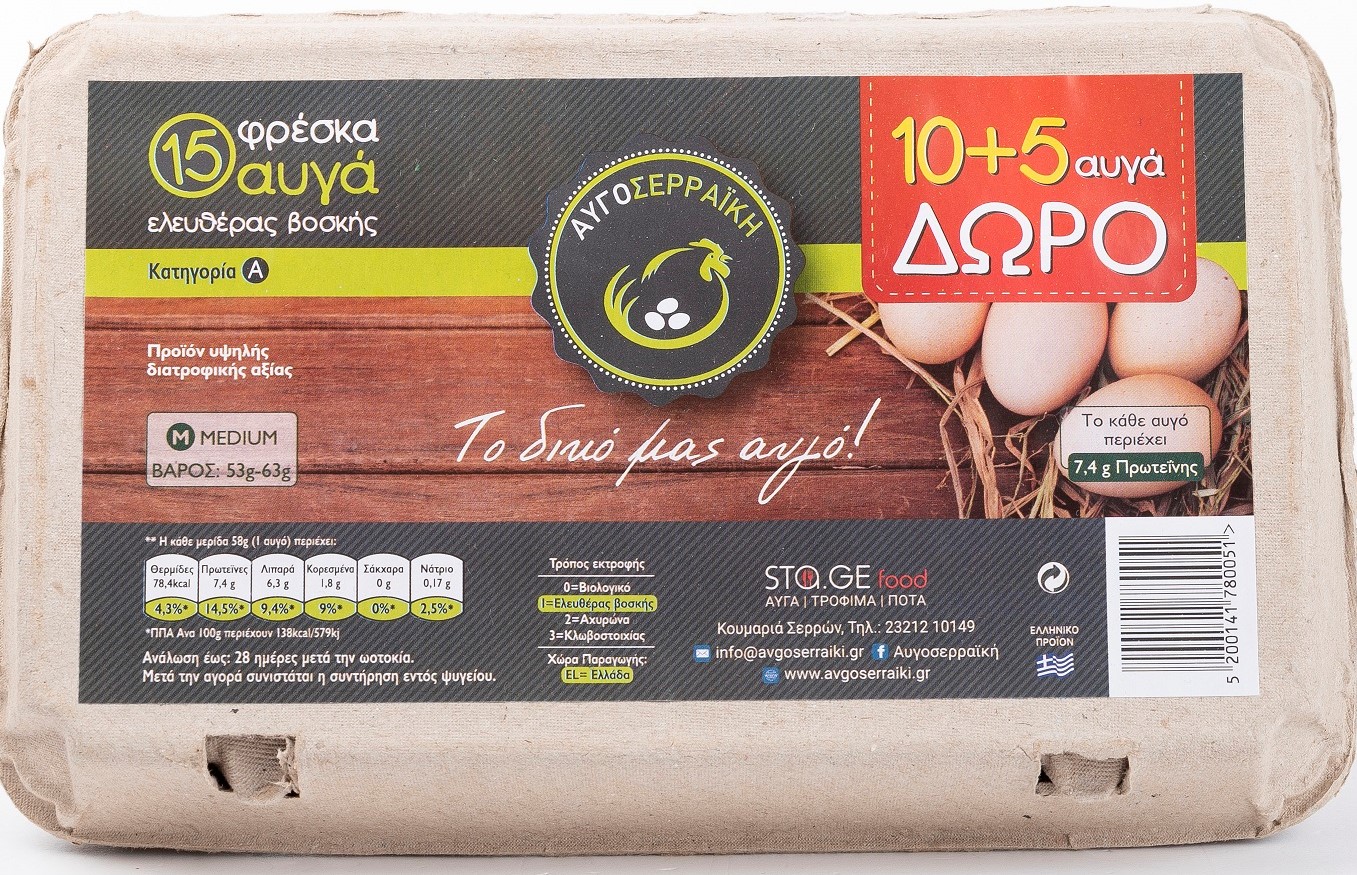 15 φρέσκα
αυγά
ελευθέρας βοσκής
Κατηγορία Α
Προϊόν υψηλής
διατροφικής αξίας
M MEDIUM
ΒΑΡΟΣ: 53g-63g
ΑΥΓΟΣΕΡΡΑΪΚΗ
10+5 αυγά
ΔΩΡΟ
Το δικό μας αυγό!
Το κάθε αυγό
περιέχει
7,4 g Πρωτεΐνης
** Η κάθε μερίδα 58g (1 αυγό) περιέχει:
Θερμίδες Πρωτεϊνες Λιπαρά Κορεσμένα Σάκχαρα Νάτριο
78,4kcal 7,4 g 6,3 g 1,8 g 0 g 0,17 g
4,3%* 14,5%* 9,4%* 9%* 0%* 2,5%*
*ΠΠΑ Ανα 100g περιέχουν 138kcal/579kj
Ανάλωση έως: 28 ημέρες μετά την ωοτοκία.
Μετά την αγορά συνιστάται η συντήρηση εντός ψυγείου.
Τρόπος εκτροφής
0=Βιολογικό
1=Ελευθέρας βοσκής
2=Αχυρώνα
3=Κλωβοστοιχίας
Χώρα Παραγωγής:
EL= Ελλάδα
STA.GE food
ΑΥΓΑ | ΤΡΟΦΙΜΑ | ΠΟΤΑ
Κουμαριά Σερρών, Τηλ.: 23212 10149
info@avgoserraiki.gr f Αυγοσερραϊκή
www.avgoserraiki.gr
ΕΛΛΗΝΙΚΟ
ΠΡΟΪΟΝ
5 200141 780051 >